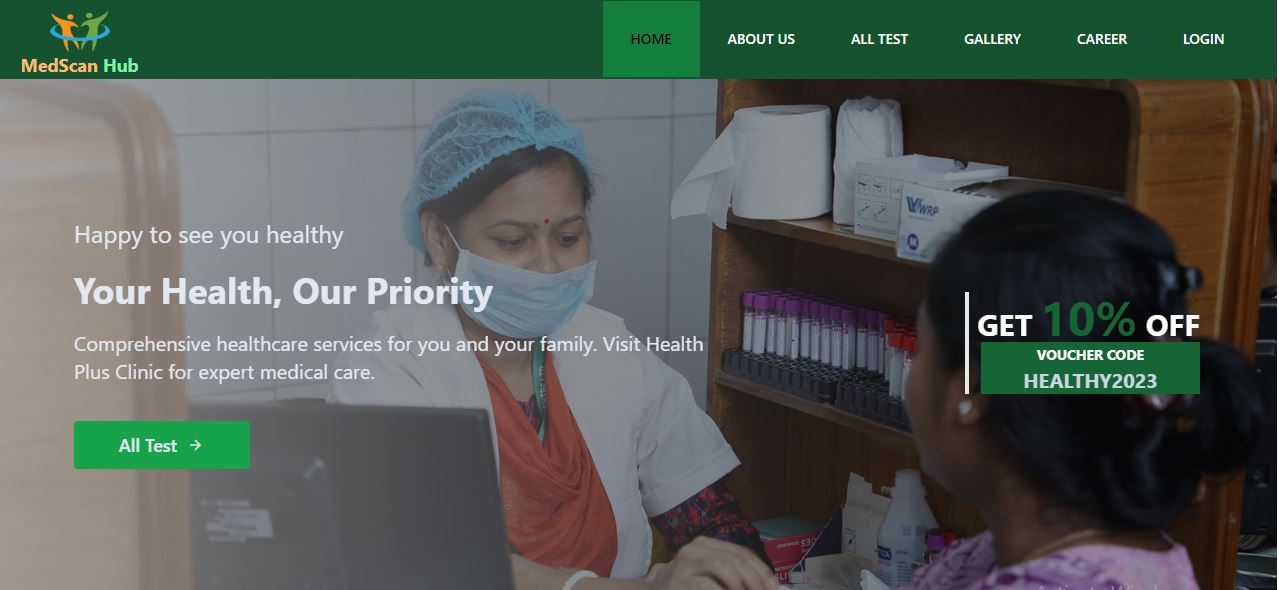 MedScan Hub
HOME
ABOUT US
ALL TEST
GALLERY
CAREER
LOGIN
Happy to see you healthy
Your Health, Our Priority
Comprehensive healthcare services for you and your family. Visit Health
Plus Clinic for expert medical care.
All Test
GET 10% OFF
VOUCHER CODE
HEALTHY2023
WRP
M